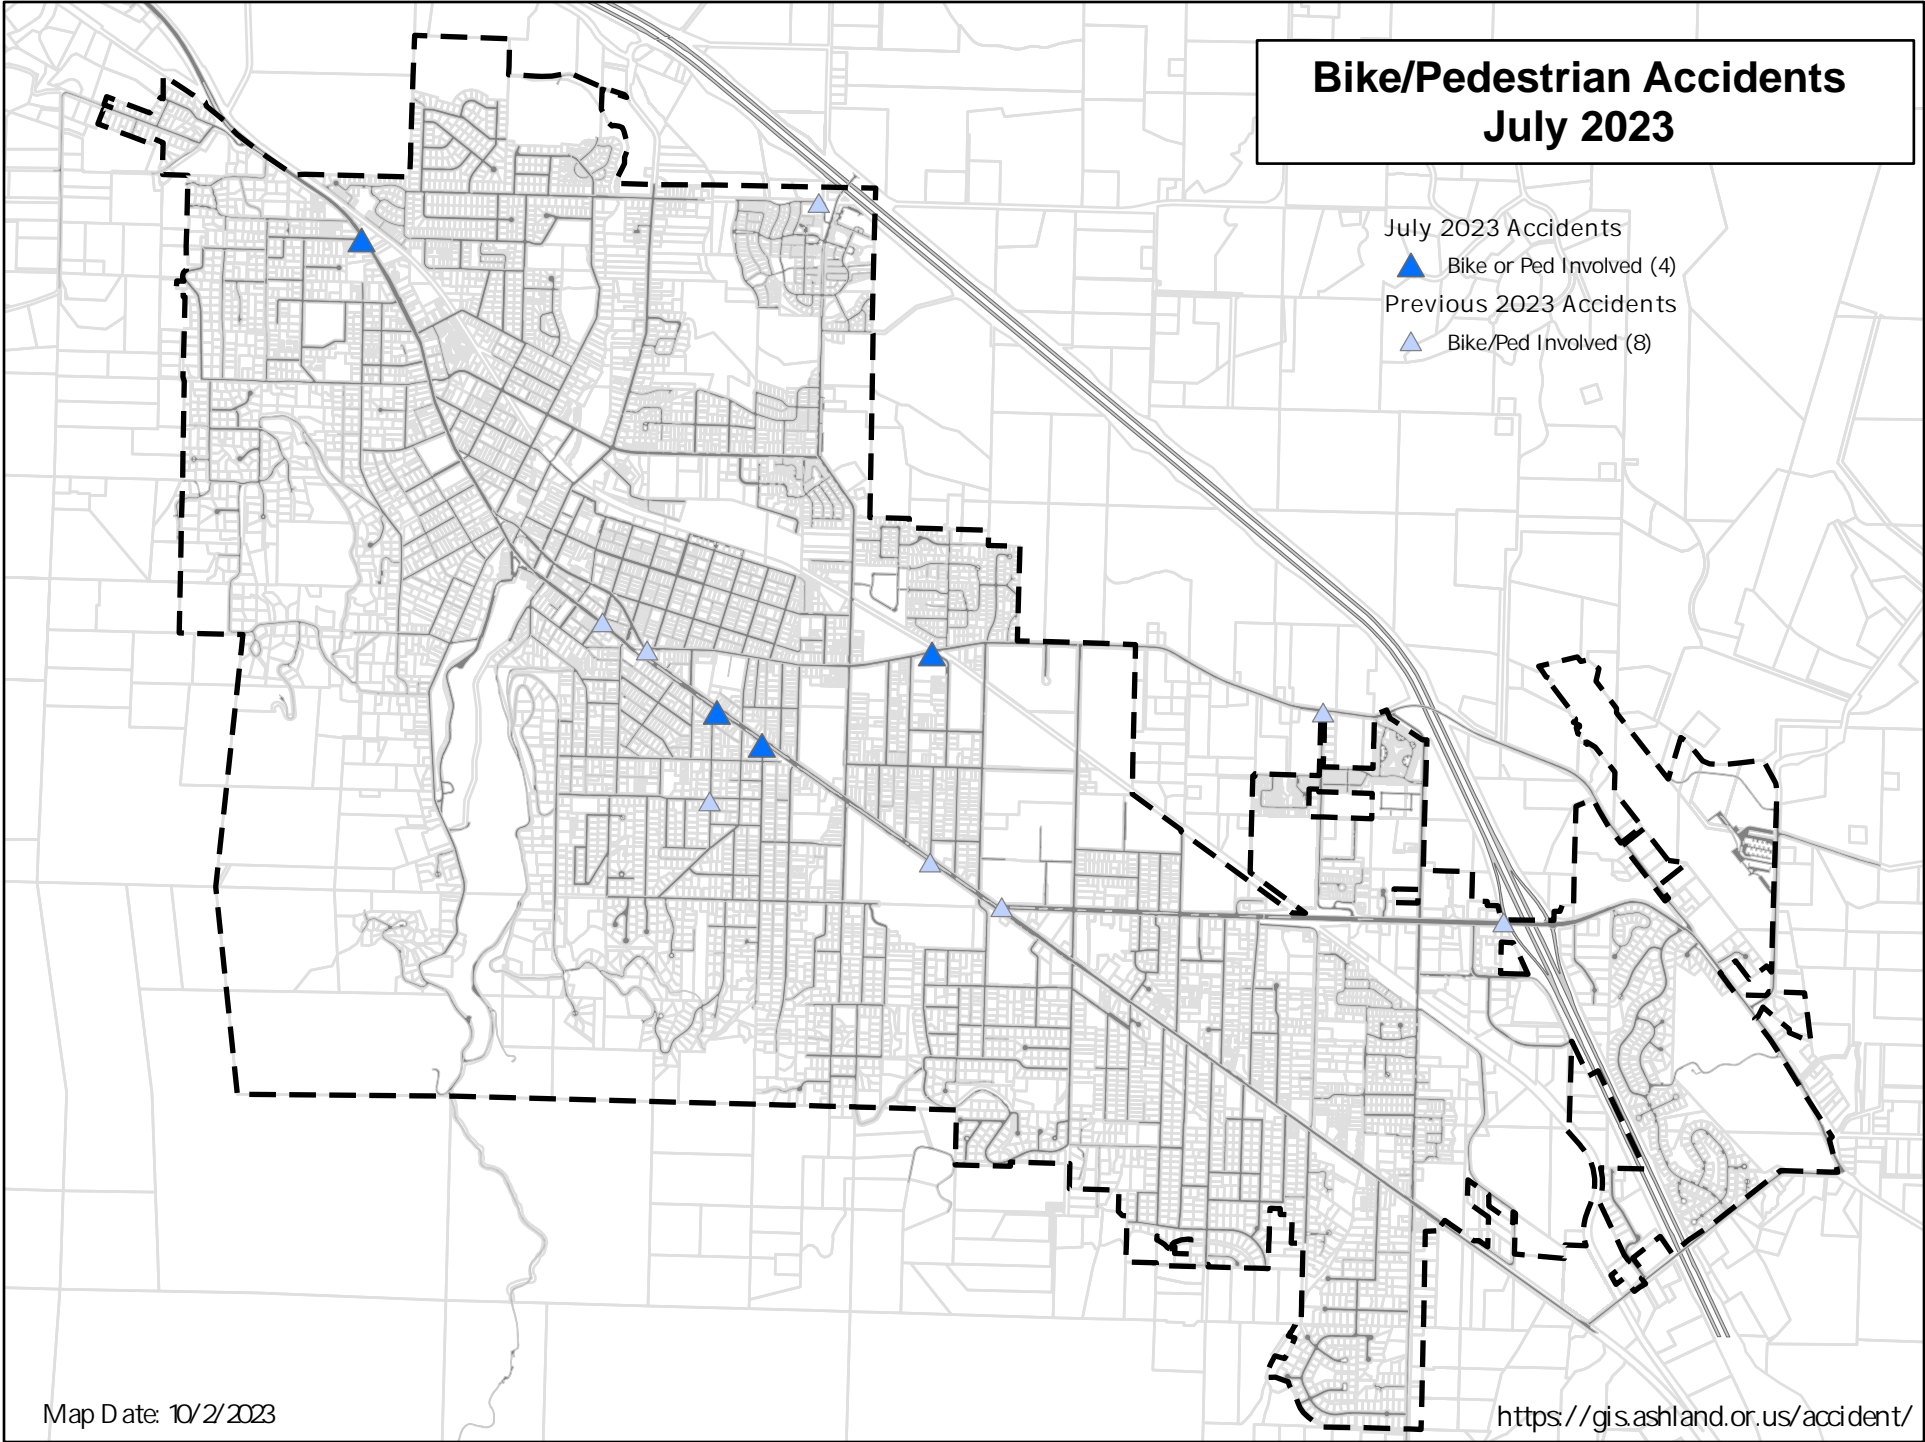 Bike/Pedestrian Accidents
July 2023
July 2023 Accidents
Bike or Ped Involved (4)
Previous 2023 Accidents
Bike/Ped Involved (8)
Map Date: 10/2/2023
https://gis.ashland.or.us/accident/